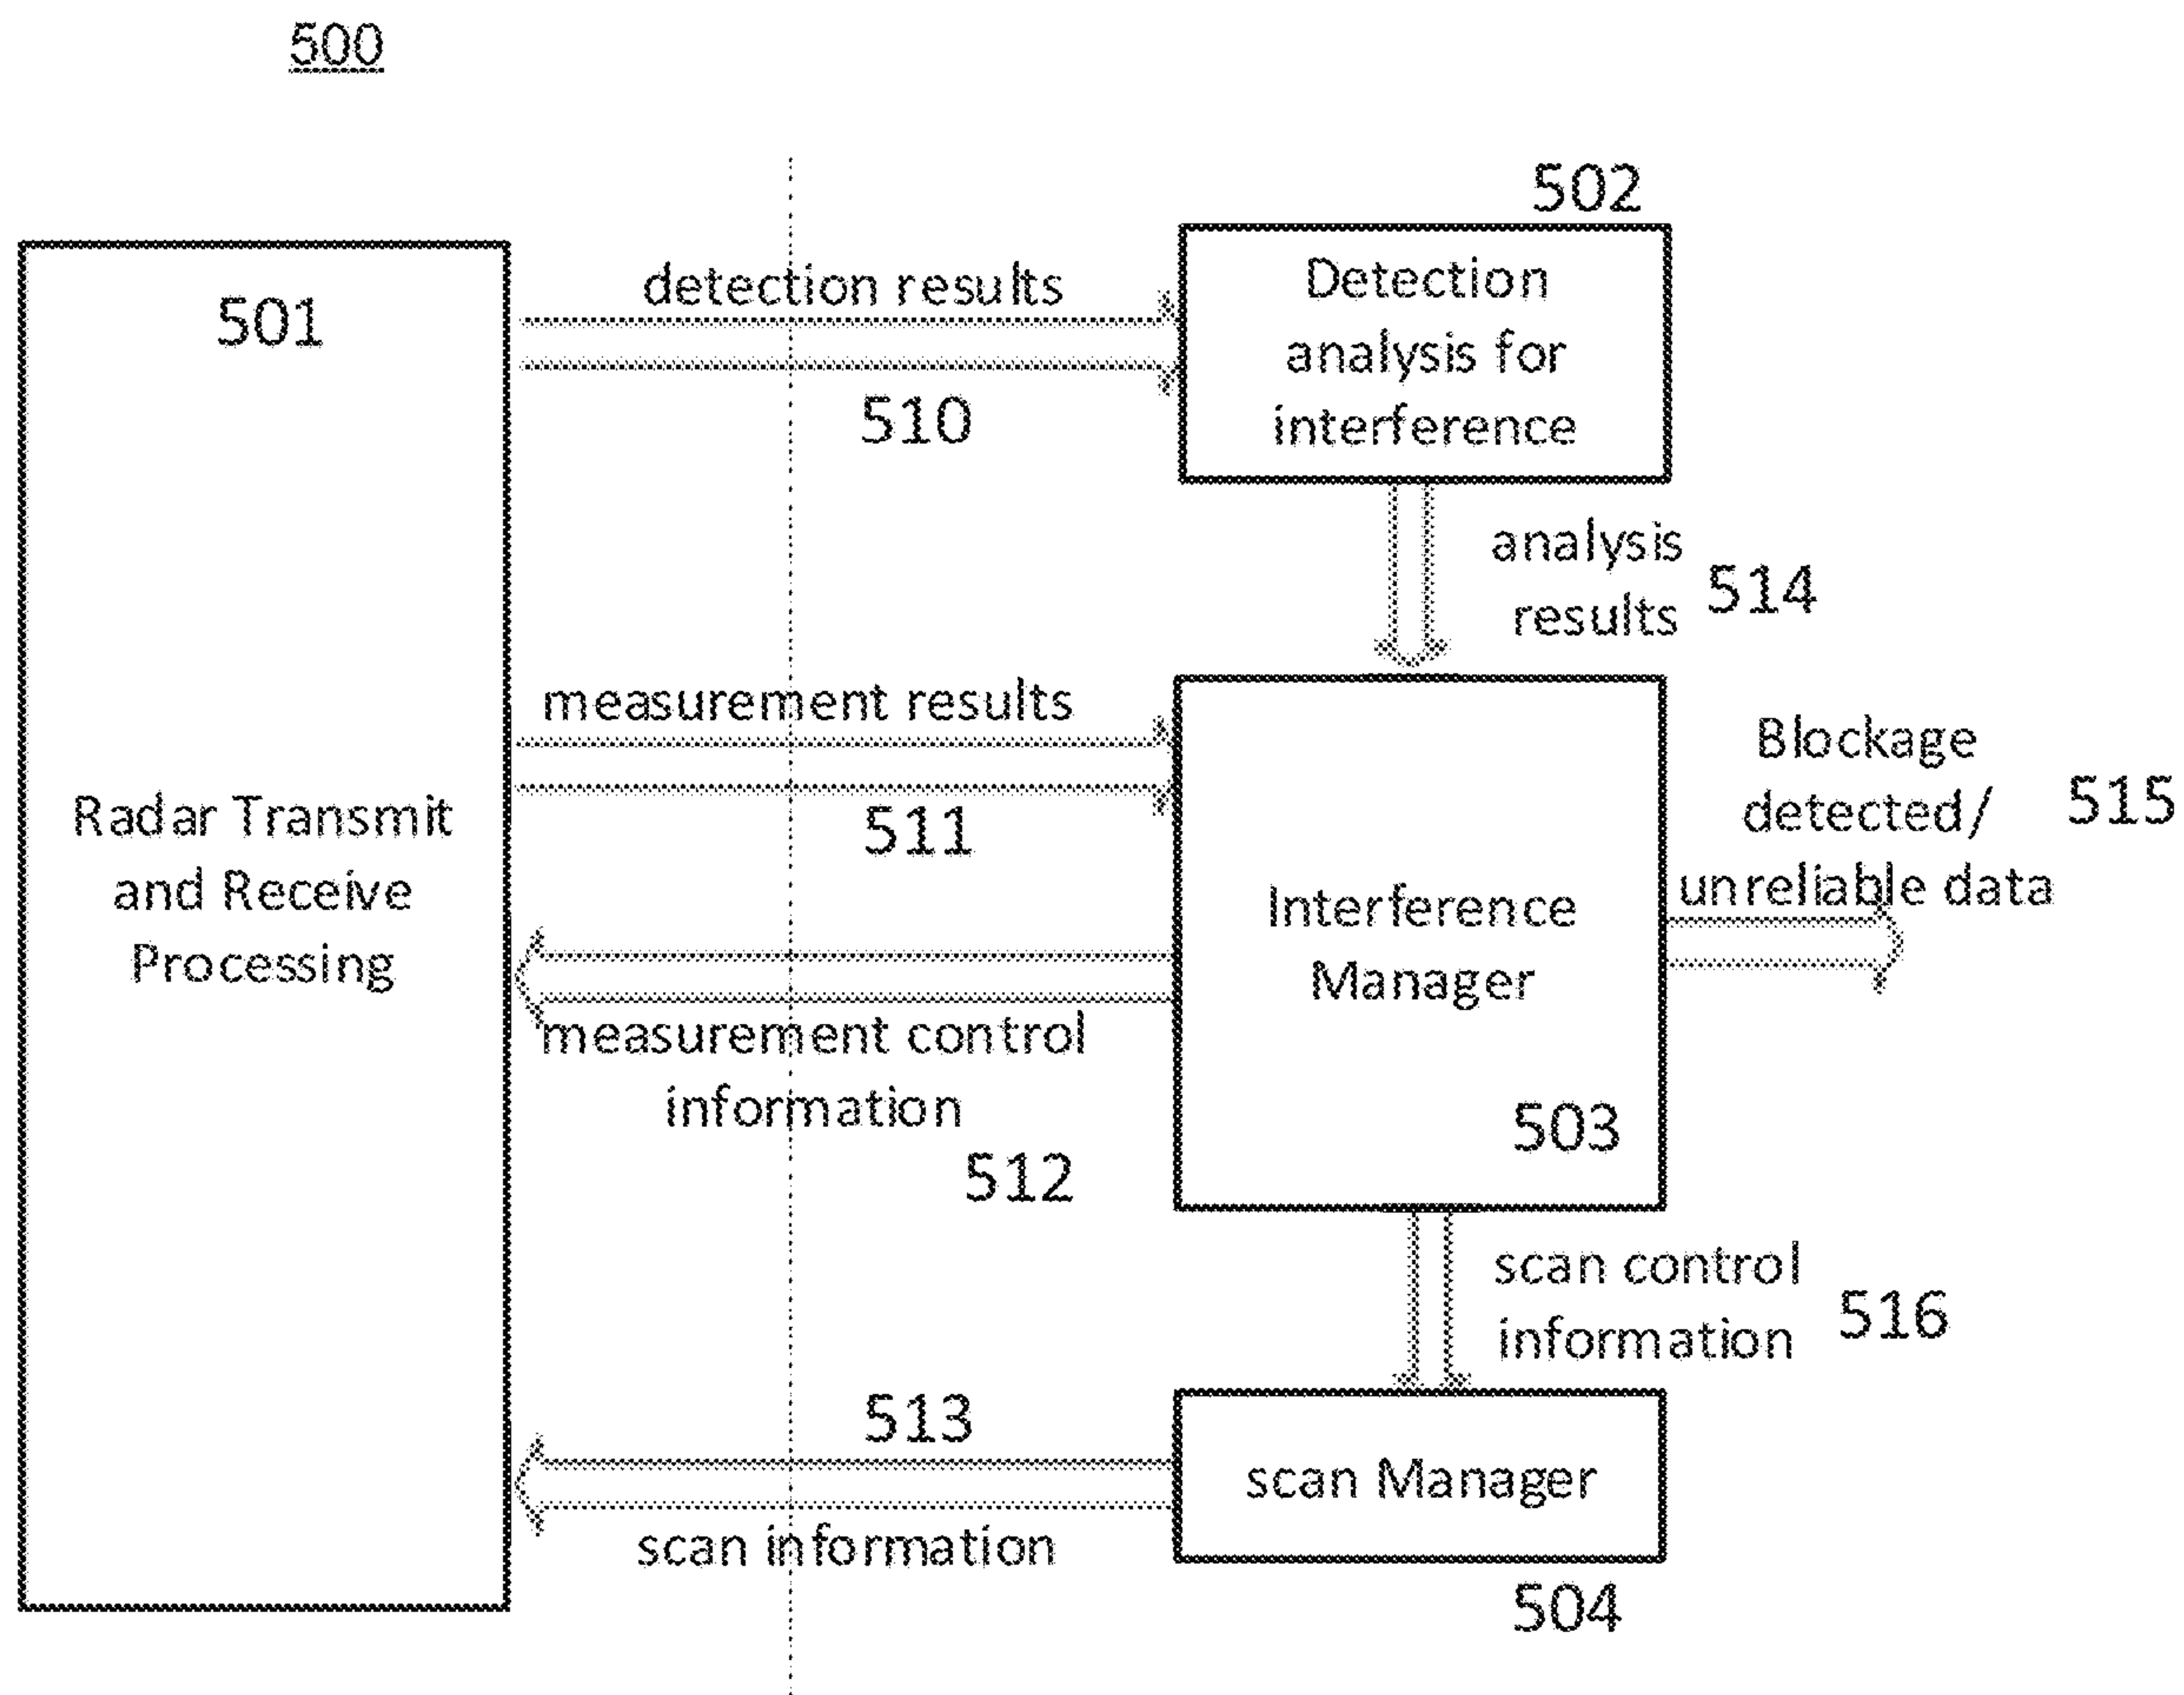 500
502
501
detection results
510
Detection
analysis for
interference
analysis
results
514
measurement results
511
Blockage
detected/
unreliable data
515
Radar Transmit
and Receive
Processing
Interference
Manager
503
measurement control
information
512
scan control
information
516
513
scan information
scan Manager
504